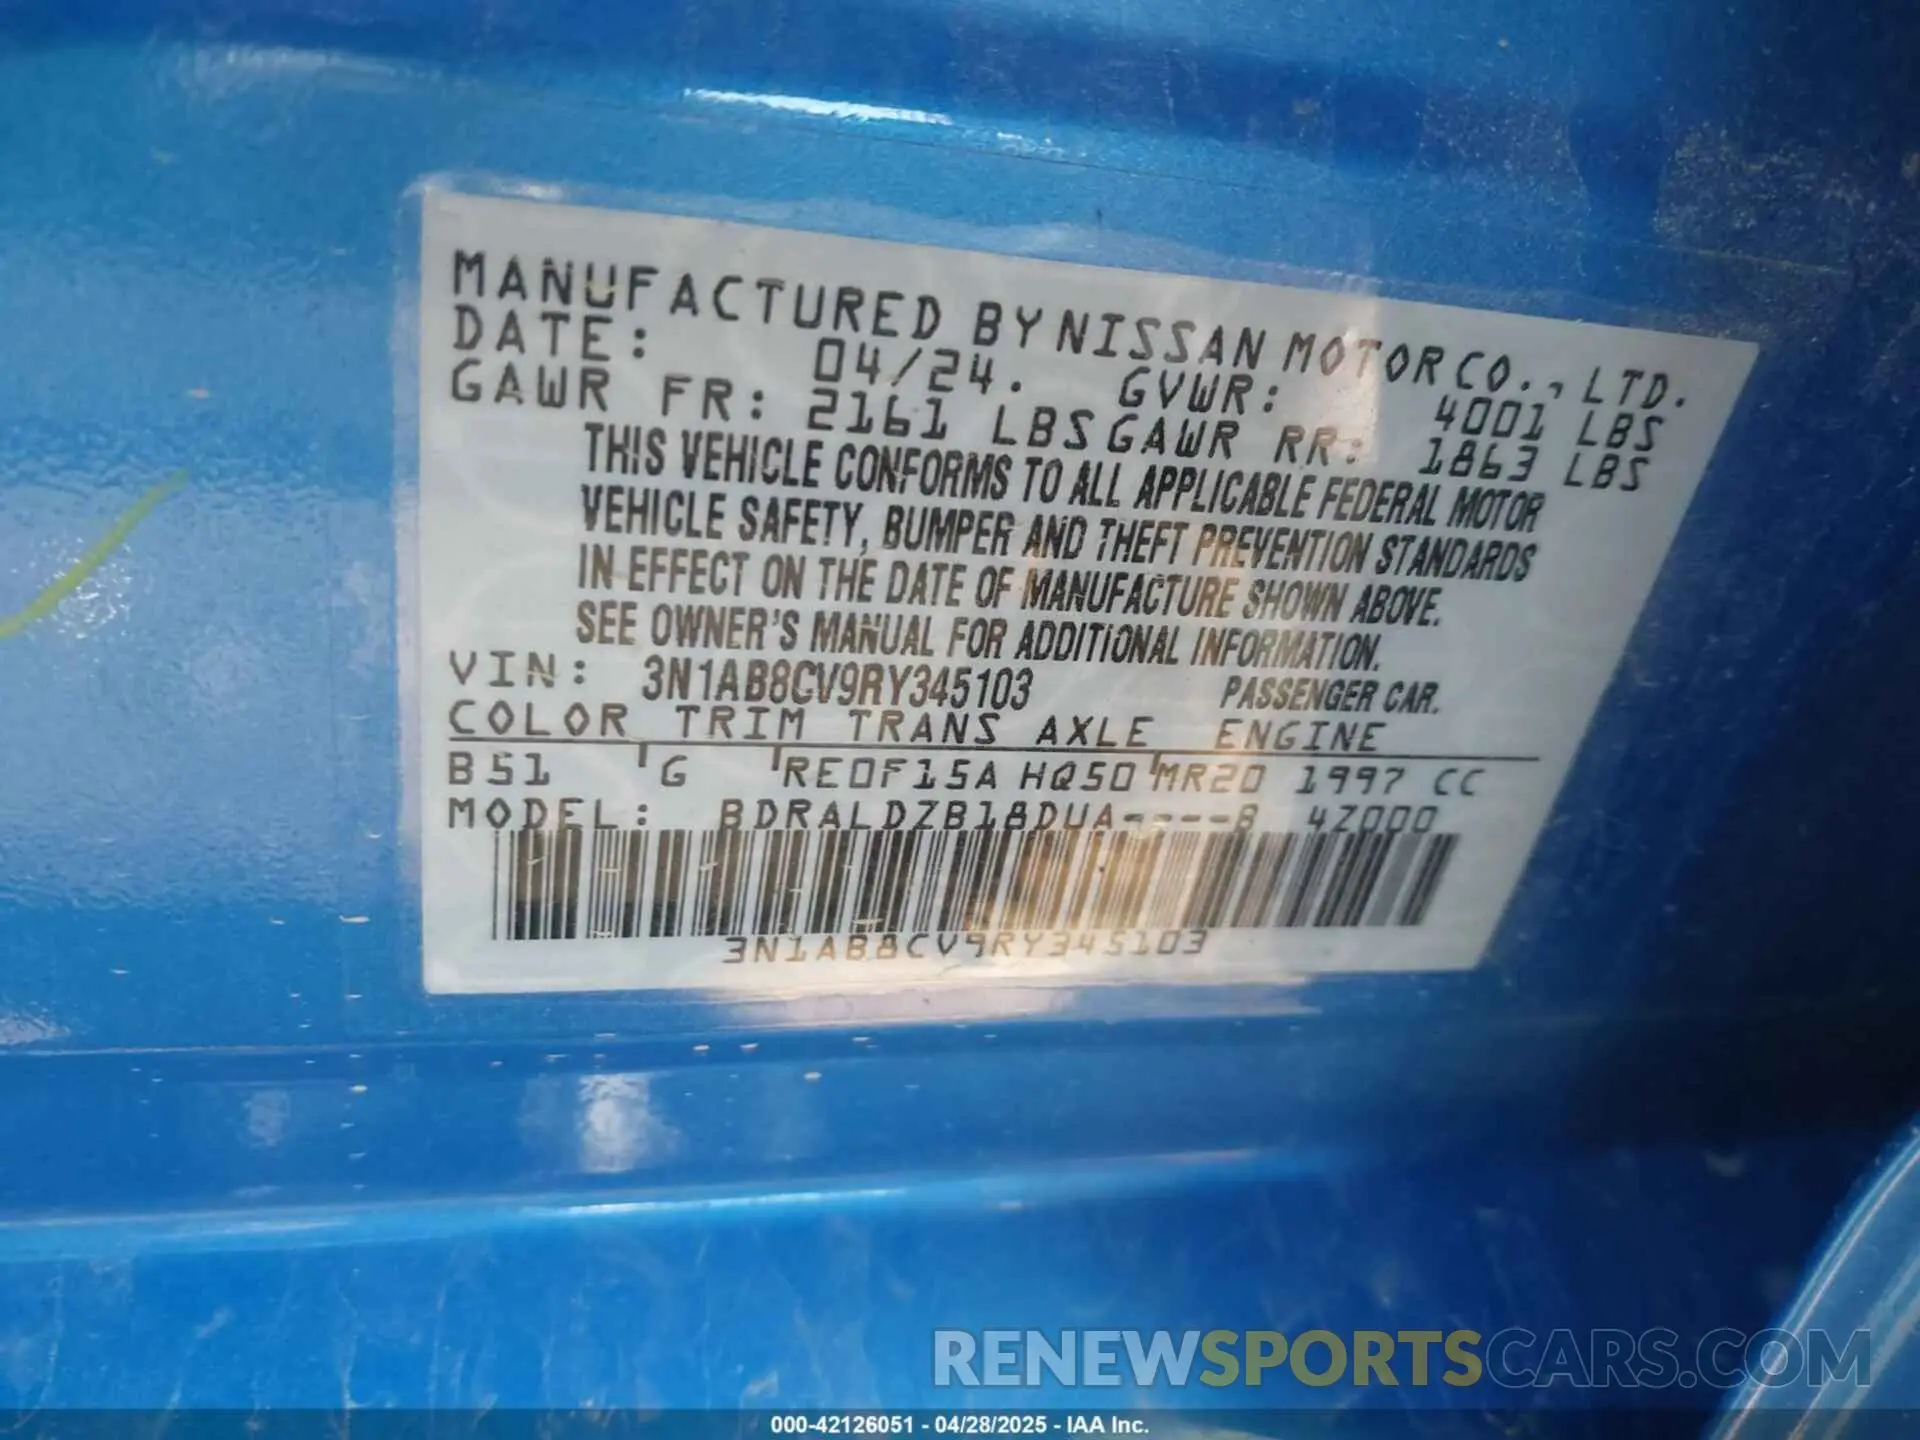 MANUFACTURED BY NISSAN MOTOR CO., LTD.
DATE: 04/24. GVWR: 4001 LBS
GAWR FR: 2161 LBS GAWR RR: 1863 LBS
THIS VEHICLE CONFORMS TO ALL APPLICABLE FEDERAL MOTOR
VEHICLE SAFETY, BUMPER AND THEFT PREVENTION STANDARDS
IN EFFECT ON THE DATE OF MANUFACTURE SHOWN ABOVE.
SEE OWNER'S MANUAL FOR ADDITIONAL INFORMATION.
VIN: 3N1AB8CV9RY345103 PASSENGER CAR.
COLOR TRIM TRANS AXLE ENGINE
B51 G RE0F15A HQ50 MR20 1997 CC
MODEL: BDRALDZB18DUA----B 4Z000
3N1AB8CV9RY345103
RENEWSPORTSCARS.COM
000-42126051 - 04/28/2025 - IAA Inc.